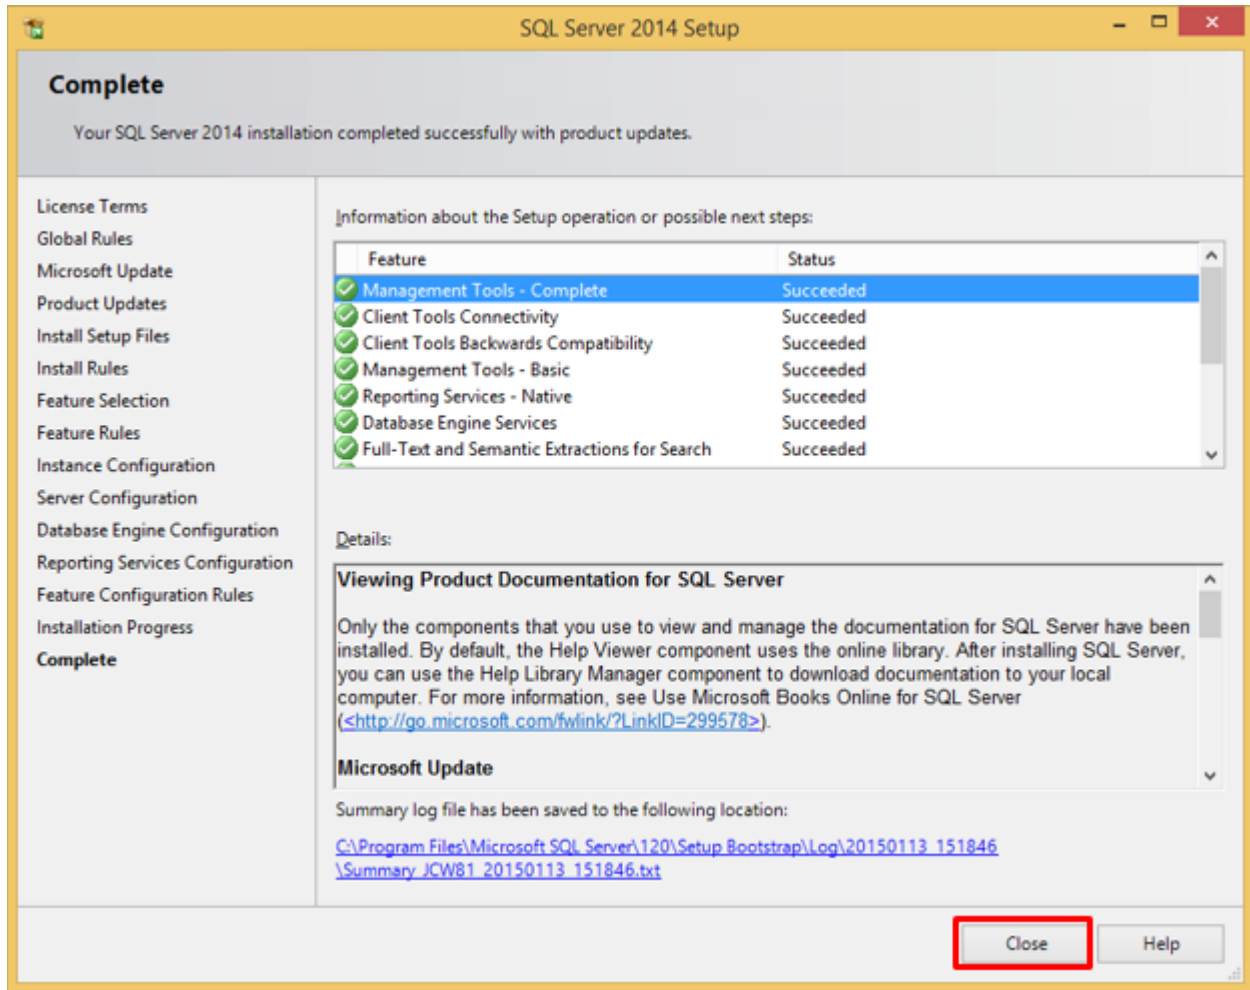 SQL Server 2014 Setup
Complete
Your SQL Server 2014 installation completed successfully with product updates.
License Terms
Global Rules
Microsoft Update
Product Updates
Install Setup Files
Install Rules
Feature Selection
Feature Rules
Instance Configuration
Server Configuration
Database Engine Configuration
Reporting Services Configuration
Feature Configuration Rules
Installation Progress
Complete
Information about the Setup operation or possible next steps:
Feature Status
Management Tools - Complete Succeeded
Client Tools Connectivity Succeeded
Client Tools Backwards Compatibility Succeeded
Management Tools - Basic Succeeded
Reporting Services - Native Succeeded
Database Engine Services Succeeded
Full-Text and Semantic Extractions for Search Succeeded
Details:
Viewing Product Documentation for SQL Server
Only the components that you use to view and manage the documentation for SQL Server have been
installed. By default, the Help Viewer component uses the online library. After installing SQL Server,
you can use the Help Library Manager component to download documentation to your local
computer. For more information, see Use Microsoft Books Online for SQL Server
(<http://go.microsoft.com/fwlink/?LinkID=299578>).
Microsoft Update
Summary log file has been saved to the following location:
C:\Program Files\Microsoft SQL Server\120\Setup Bootstrap\Log\20150113_151846
\Summary_JCW81_20150113_151846.txt
Close
Help